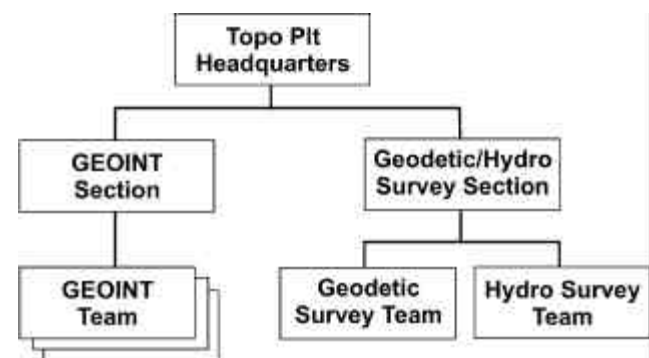 Topo Plt
Headquarters
GEOINT
Section
Geodetic/Hydro
Survey Section
GEOINT
Team
Geodetic
Survey Team
Hydro Survey
Team